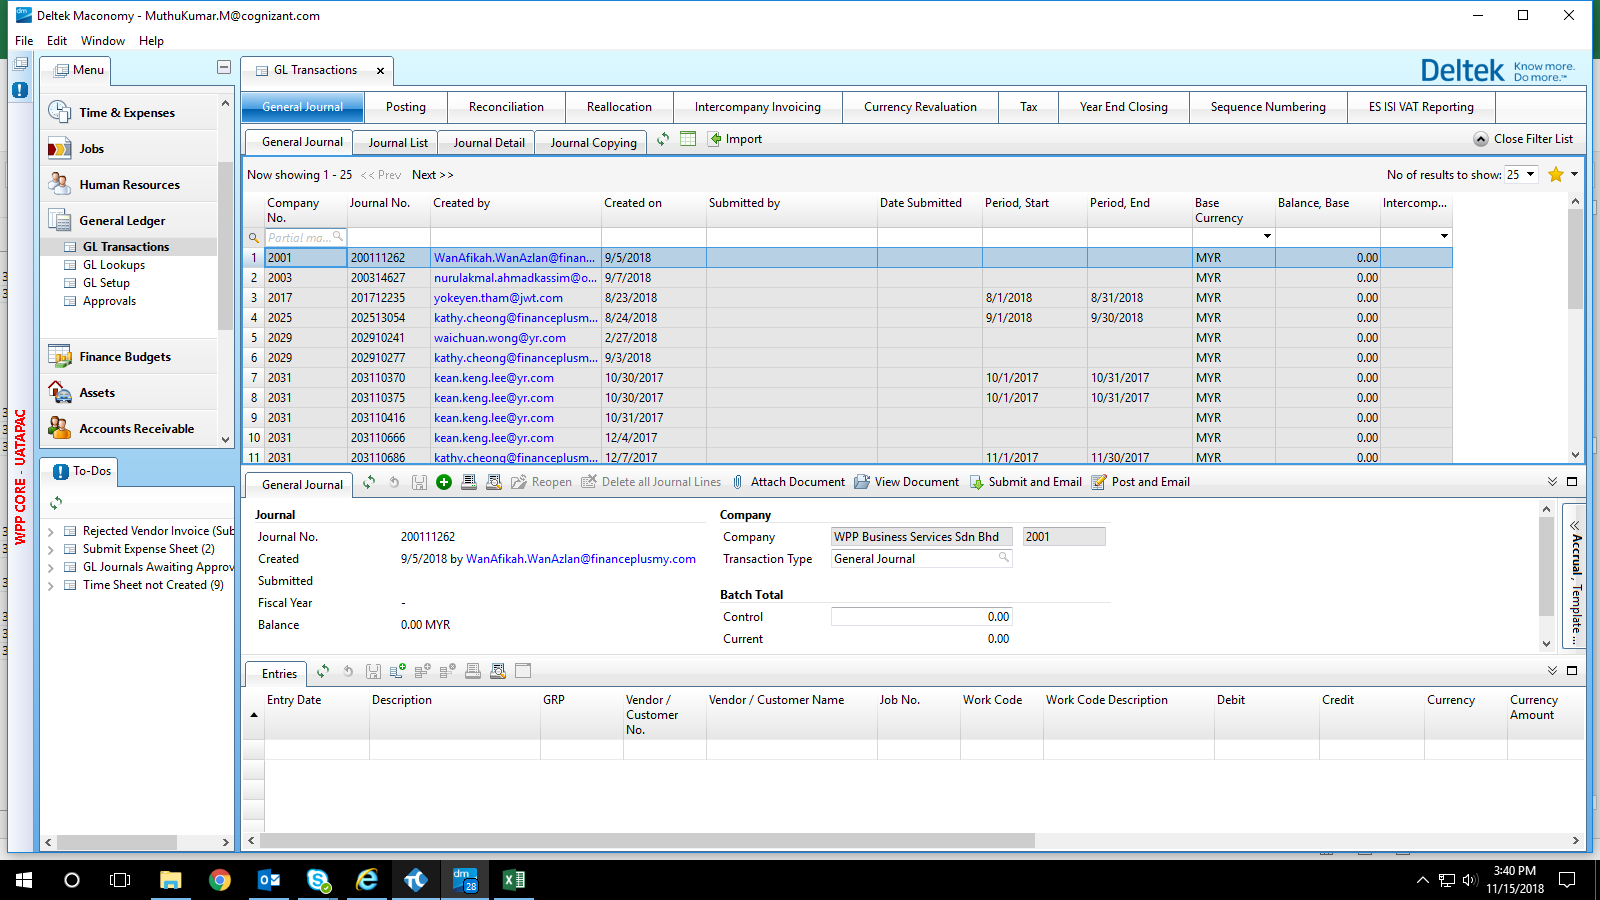 Deltek Maconomy - MuthuKumar.M@cognizant.com
File Edit Window Help
Menu
GL Transactions
Deltek Know more. Do more.™
Time & Expenses
Jobs
Human Resources
General Ledger
GL Transactions
GL Lookups
GL Setup
Approvals
Finance Budgets
Assets
Accounts Receivable
WPP CORE - UATAPAC
To-Dos
Rejected Vendor Invoice (Sub
Submit Expense Sheet (2)
GL Journals Awaiting Approv
Time Sheet not Created (9)
General Journal Posting Reconciliation Reallocation Intercompany Invoicing Currency Revaluation Tax Year End Closing Sequence Numbering ES ISI VAT Reporting
General Journal Journal List Journal Detail Journal Copying Import Close Filter List
Now showing 1 - 25 << Prev Next >> No of results to show: 25
Company No. Journal No. Created by Created on Submitted by Date Submitted Period, Start Period, End Base Currency Balance, Base Intercomp...
Partial ma...
1 2001 200111262 WanAfikah.WanAzlan@finan... 9/5/2018 MYR 0.00
2 2003 200314627 nurulakmal.ahmadkassim@o... 9/7/2018 MYR 0.00
3 2017 201712235 yokeyen.tham@jwt.com 8/23/2018 8/1/2018 8/31/2018 MYR 0.00
4 2025 202513054 kathy.cheong@financeplusm... 8/24/2018 9/1/2018 9/30/2018 MYR 0.00
5 2029 202910241 waichuan.wong@yr.com 2/27/2018 MYR 0.00
6 2029 202910277 kathy.cheong@financeplusm... 9/3/2018 MYR 0.00
7 2031 203110370 kean.keng.lee@yr.com 10/30/2017 10/1/2017 10/31/2017 MYR 0.00
8 2031 203110375 kean.keng.lee@yr.com 10/30/2017 10/1/2017 10/31/2017 MYR 0.00
9 2031 203110416 kean.keng.lee@yr.com 10/31/2017 MYR 0.00
10 2031 203110666 kean.keng.lee@yr.com 12/4/2017 MYR 0.00
11 2031 203110686 kathy.cheong@financeplusm... 12/7/2017 11/1/2017 11/30/2017 MYR 0.00
General Journal Reopen Delete all Journal Lines Attach Document View Document Submit and Email Post and Email
Journal
Journal No. 200111262
Created 9/5/2018 by WanAfikah.WanAzlan@financeplusmy.com
Submitted
Fiscal Year -
Balance 0.00 MYR
Company
Company WPP Business Services Sdn Bhd 2001
Transaction Type General Journal
Batch Total
Control 0.00
Current 0.00
Accrual , Template ...
Entries
Entry Date Description GRP Vendor / Customer No. Vendor / Customer Name Job No. Work Code Work Code Description Debit Credit Currency Currency Amount
dm 28
3:40 PM
11/15/2018